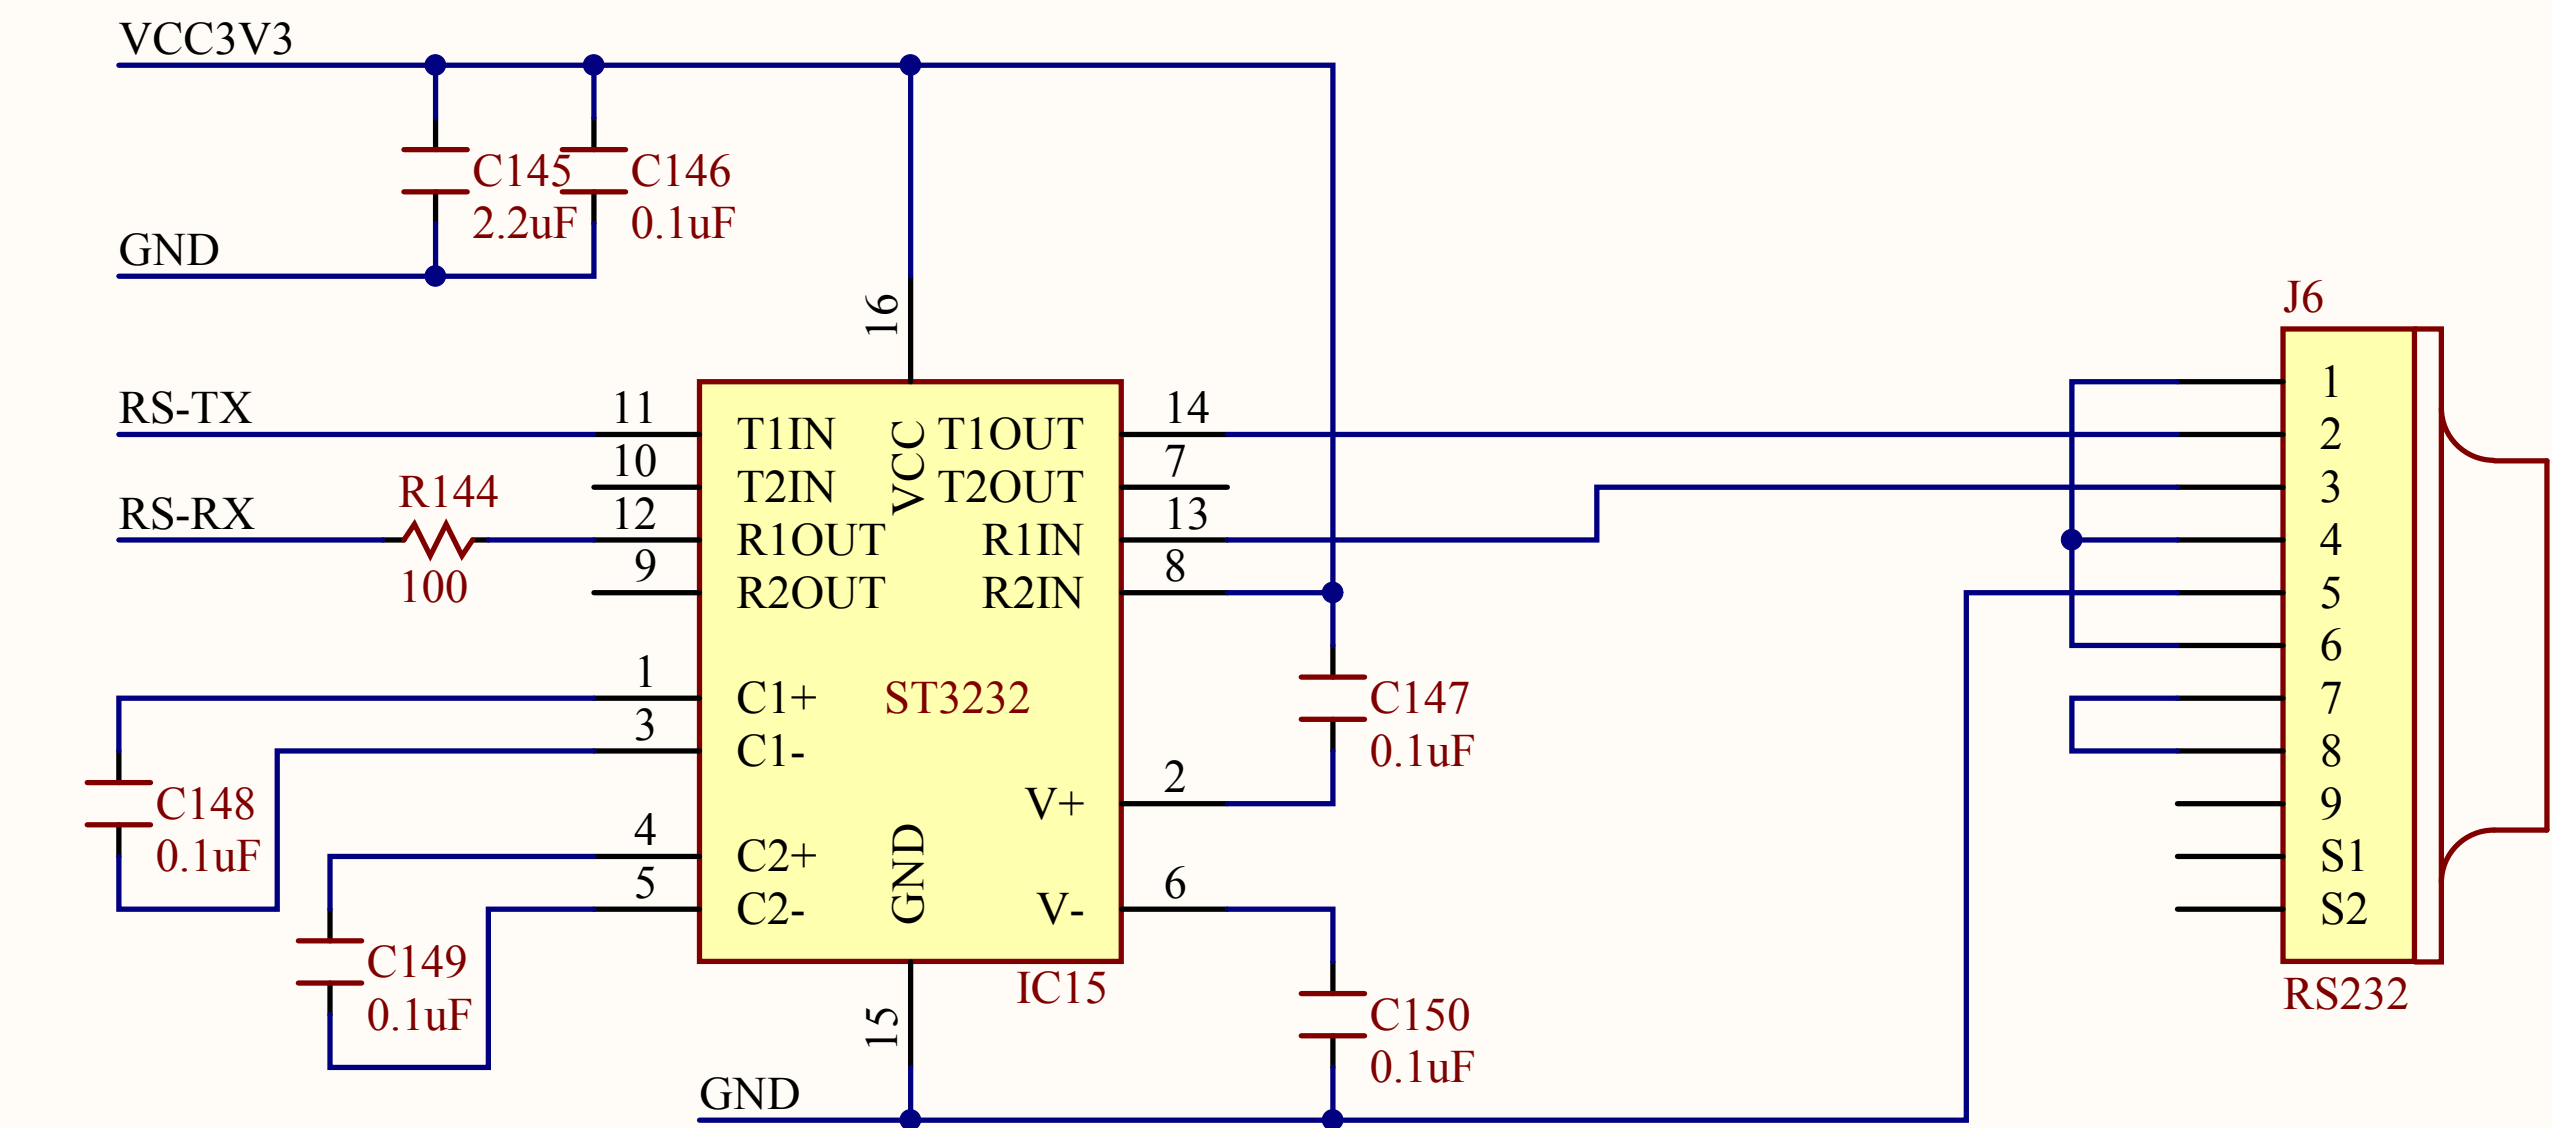 VCC3V3
C145
C146
2.2uF
0.1uF
GND
16
J6
RS-TX
11
T1IN
VCC
T1OUT
14
1
2
10
T2IN
T2OUT
7
3
RS-RX
R144
100
12
R1OUT
R1IN
13
4
9
R2OUT
R2IN
8
5
6
1
C1+
ST3232
C147
0.1uF
7
3
C1-
8
C148
0.1uF
V+
2
9
4
C2+
GND
S1
5
C2-
V-
6
S2
C149
0.1uF
IC15
15
C150
0.1uF
RS232
GND